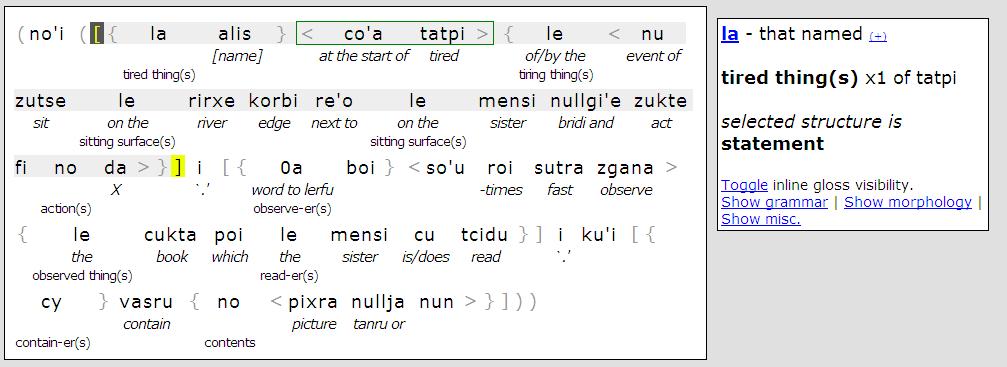 (no'i ([{ la alis } < co'a tatpi > { le < nu
[name] at the start of tired of/by the event of
tired thing(s) tiring thing(s)
zutse le rirxe korbi re'o le mensi nullgi'e zukte
sit on the river edge next to on the sister bridi and act
sitting surface(s) sitting surface(s)
fi no da > } ] i [ { 0a boi } < so'u roi sutra zgana >
X `.' word to lerfu -times fast observe
action(s) observe-er(s)
{ le cukta poi le mensi cu tcidu } ] i ku'i [ {
the book which the sister is/does read `.'
observed thing(s) read-er(s)
cy } vasru { no < pixra nullja nun > } ] ) )
contain picture tanru or
contain-er(s) contents
la - that named (+)
tired thing(s) x1 of tatpi
selected structure is
statement
Toggle inline gloss visibility.
Show grammar | Show morphology |
Show misc.